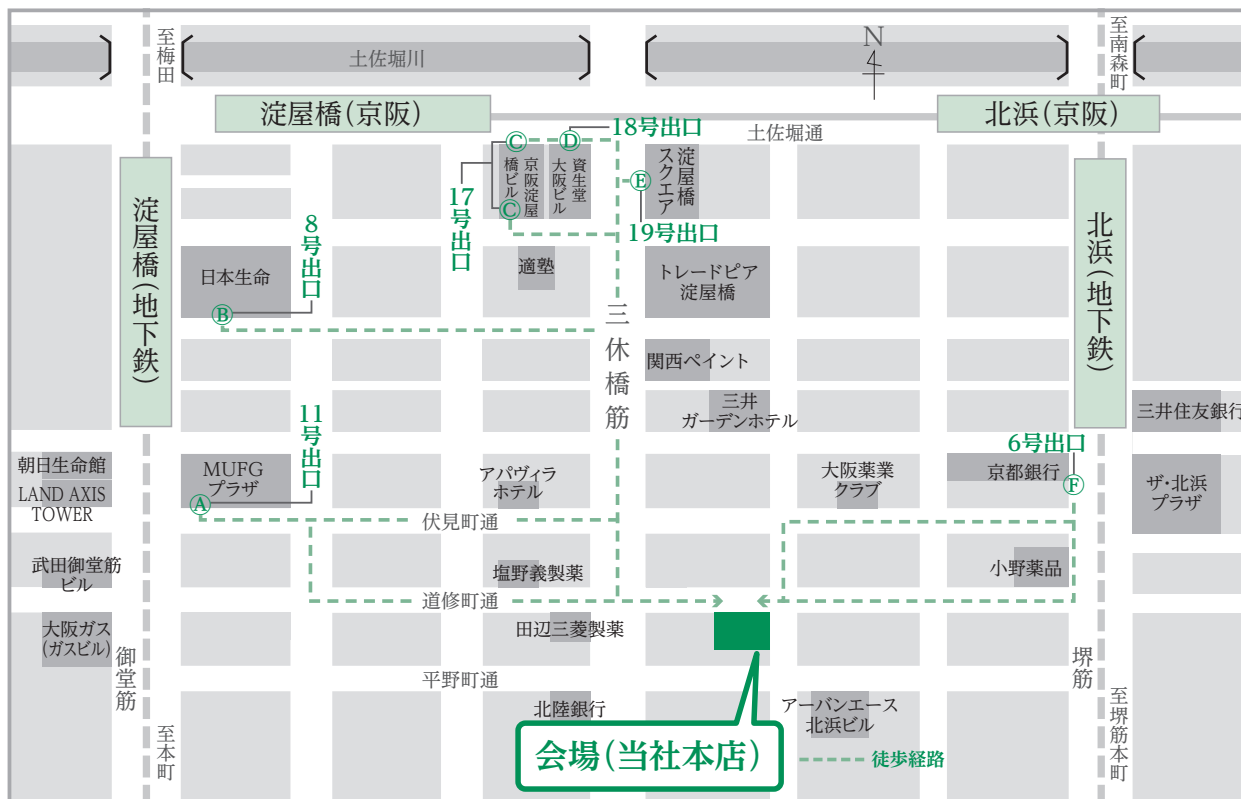 至梅田
土佐堀川
N
至南森町
淀屋橋(京阪)
北浜(京阪)
土佐堀通
18号出口
17号出口
19号出口
8号出口
淀屋橋(地下鉄)
北浜(地下鉄)
Ⓒ
Ⓓ
Ⓔ
京阪淀屋
橋ビル
Ⓒ
資生堂
大阪ビル
淀屋橋
スクエア
日本生命
Ⓑ
適塾
トレードピア
淀屋橋
三休橋筋
関西ペイント
三井
ガーデンホテル
三井住友銀行
11号出口
6号出口
朝日生命館
LAND AXIS
TOWER
MUFG
プラザ
Ⓐ
アパヴィラ
ホテル
大阪薬業
クラブ
京都銀行
Ⓕ
ザ・北浜
プラザ
伏見町通
武田御堂筋
ビル
塩野義製薬
小野薬品
道修町通
大阪ガス
(ガスビル)
田辺三菱製薬
御堂筋
平野町通
堺筋
北陸銀行
アーバンエース
北浜ビル
至本町
会場(当社本店)
至堺筋本町
徒歩経路